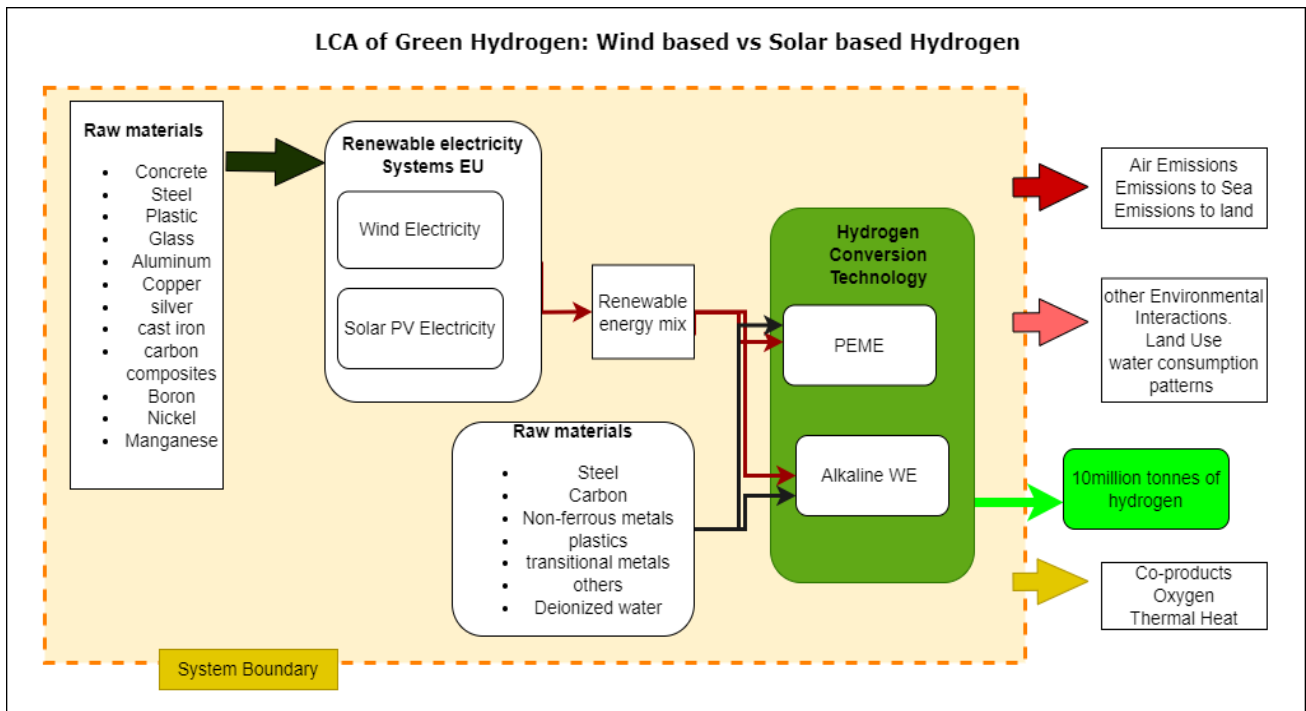 LCA of Green Hydrogen: Wind based vs Solar based Hydrogen
Raw materials
• Concrete
• Steel
• Plastic
• Glass
• Aluminum
• Copper
• silver
• cast iron
• carbon
composites
• Boron
• Nickel
• Manganese
Renewable electricity
Systems EU
Wind Electricity
Solar PV Electricity
Renewable
energy mix
Raw materials
• Steel
• Carbon
• Non-ferrous metals
• plastics
• transitional metals
• others
• Deionized water
Hydrogen
Conversion
Technology
PEME
Alkaline WE
Air Emissions
Emissions to Sea
Emissions to land
other Environmental
Interactions.
Land Use
water consumption
patterns
10million tonnes of
hydrogen
Co-products
Oxygen
Thermal Heat
System Boundary